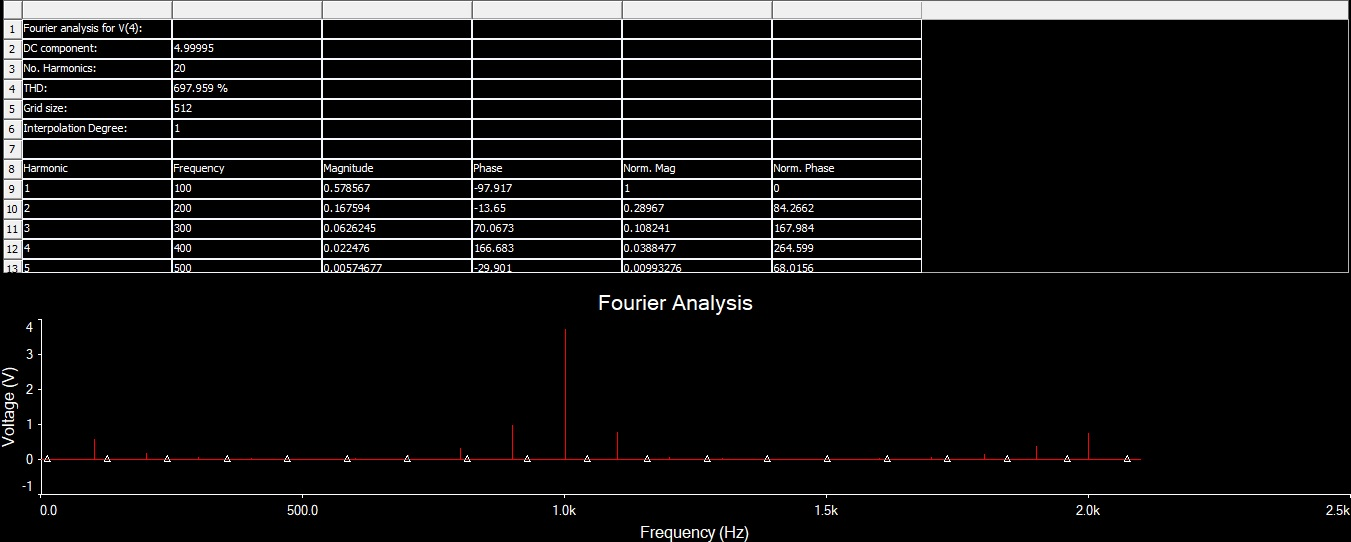 1 Fourier analysis for V(4):
2 DC component: 4.99995
3 No. Harmonics: 20
4 THD: 697.959 %
5 Grid size: 512
6 Interpolation Degree: 1
7
8 Harmonic Frequency Magnitude Phase Norm. Mag Norm. Phase
9 1 100 0.578567 -97.917 1 0
10 2 200 0.167594 -13.65 0.28967 84.2662
11 3 300 0.0626245 70.0673 0.108241 167.984
12 4 400 0.022476 166.683 0.0388477 264.599
13 5 500 0.00574677 -29.901 0.00993276 68.0156
Fourier Analysis
Voltage (V)
4
3
2
1
0
-1
0.0 500.0 1.0k 1.5k 2.0k 2.5k
Frequency (Hz)